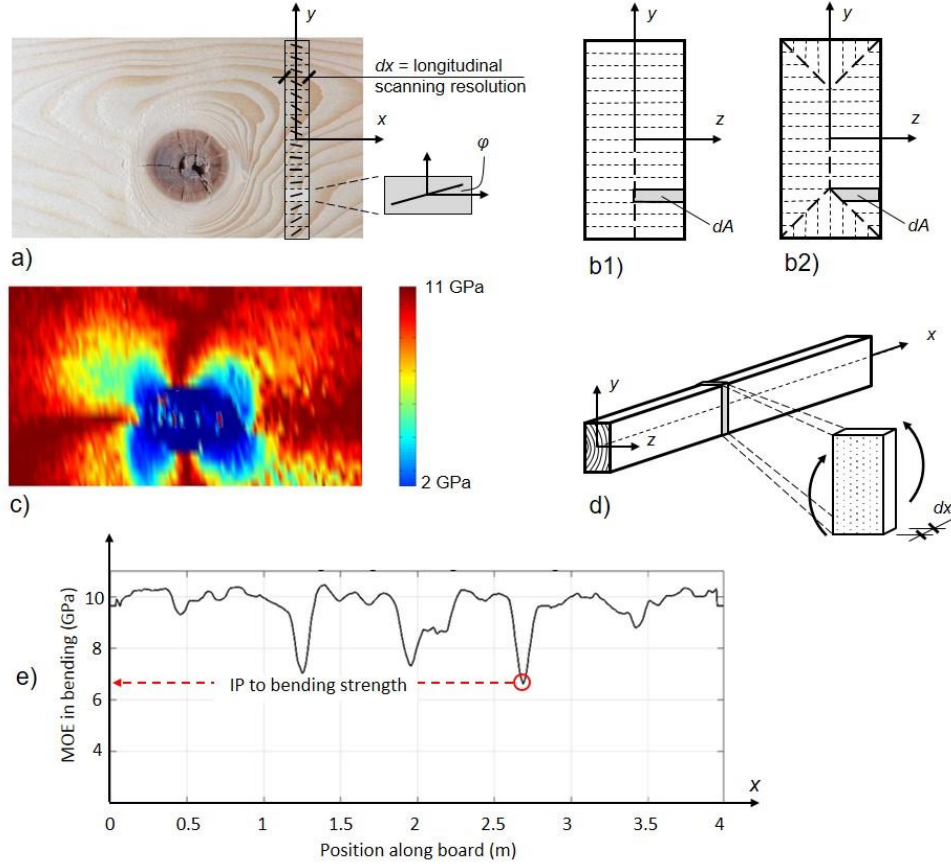 y
dx = longitudinal
scanning resolution
x
φ
a)
y
z
dA
b1)
y
z
dA
b2)
11 GPa
2 GPa
c)
x
y
z
d)
dx
e)
MOE in bending (GPa)
10
8
6
4
IP to bending strength
x
0
0.5
1
1.5
2
2.5
3
3.5
4
Position along board (m)